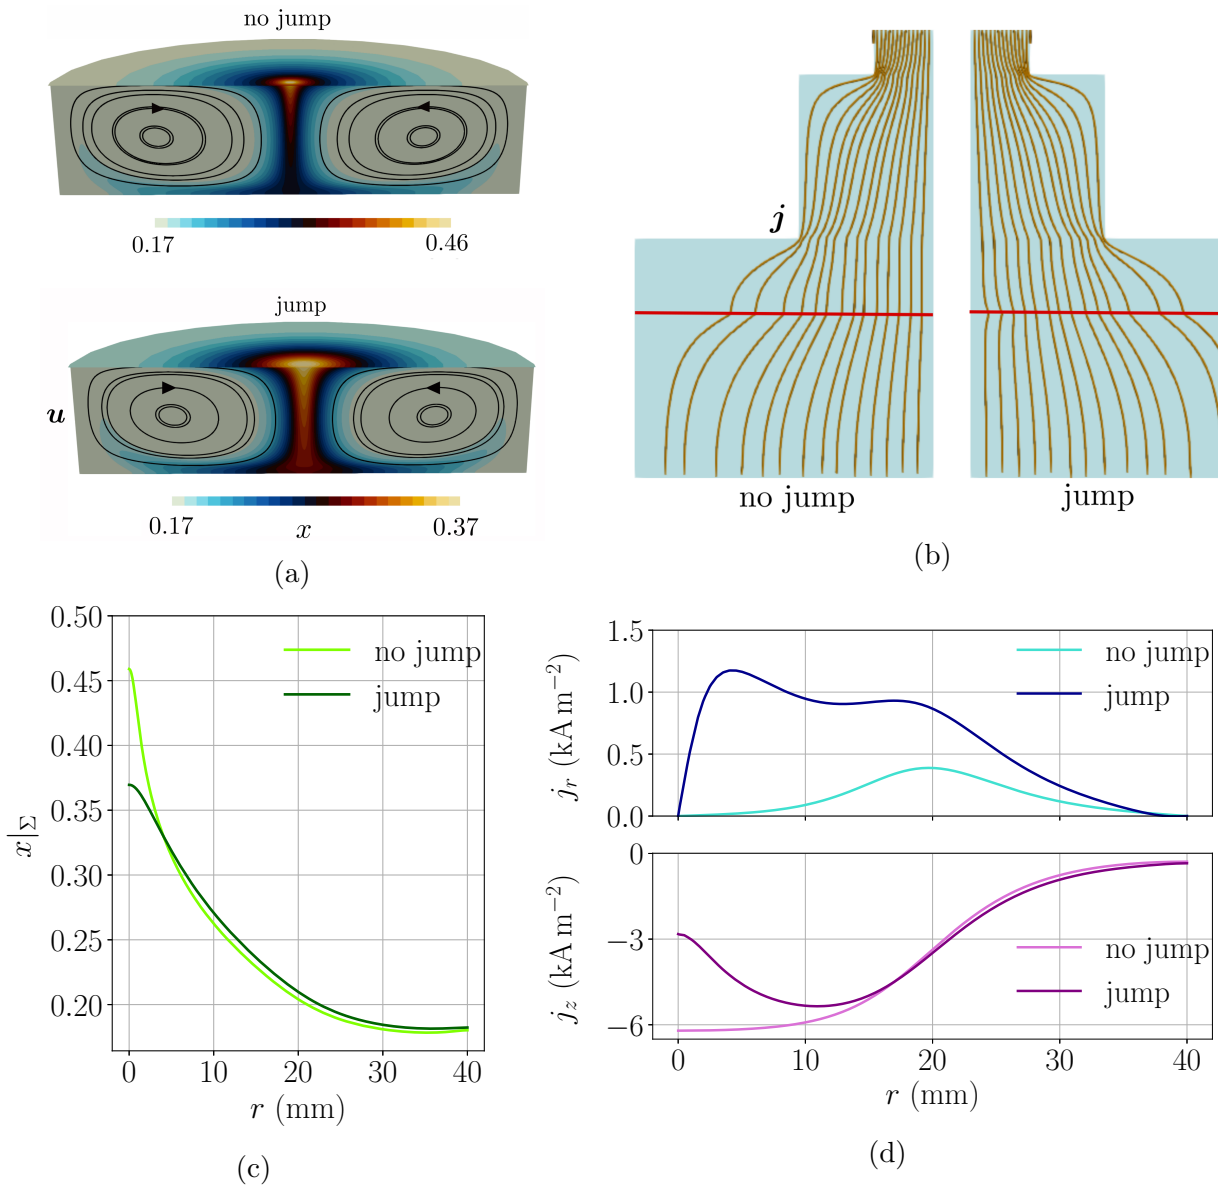 no jump
0.17 0.46
jump
u
0.17 x 0.37
(a)
j
no jump jump
(b)
0.50
0.45
0.40
0.35
0.30
0.25
0.20
x|Σ
no jump
jump
0 10 20 30 40
r (mm)
(c)
1.5
1.0
0.5
0.0
j_r (kA m⁻²)
no jump
jump
0
−3
−6
j_z (kA m⁻²)
no jump
jump
0 10 20 30 40
r (mm)
(d)